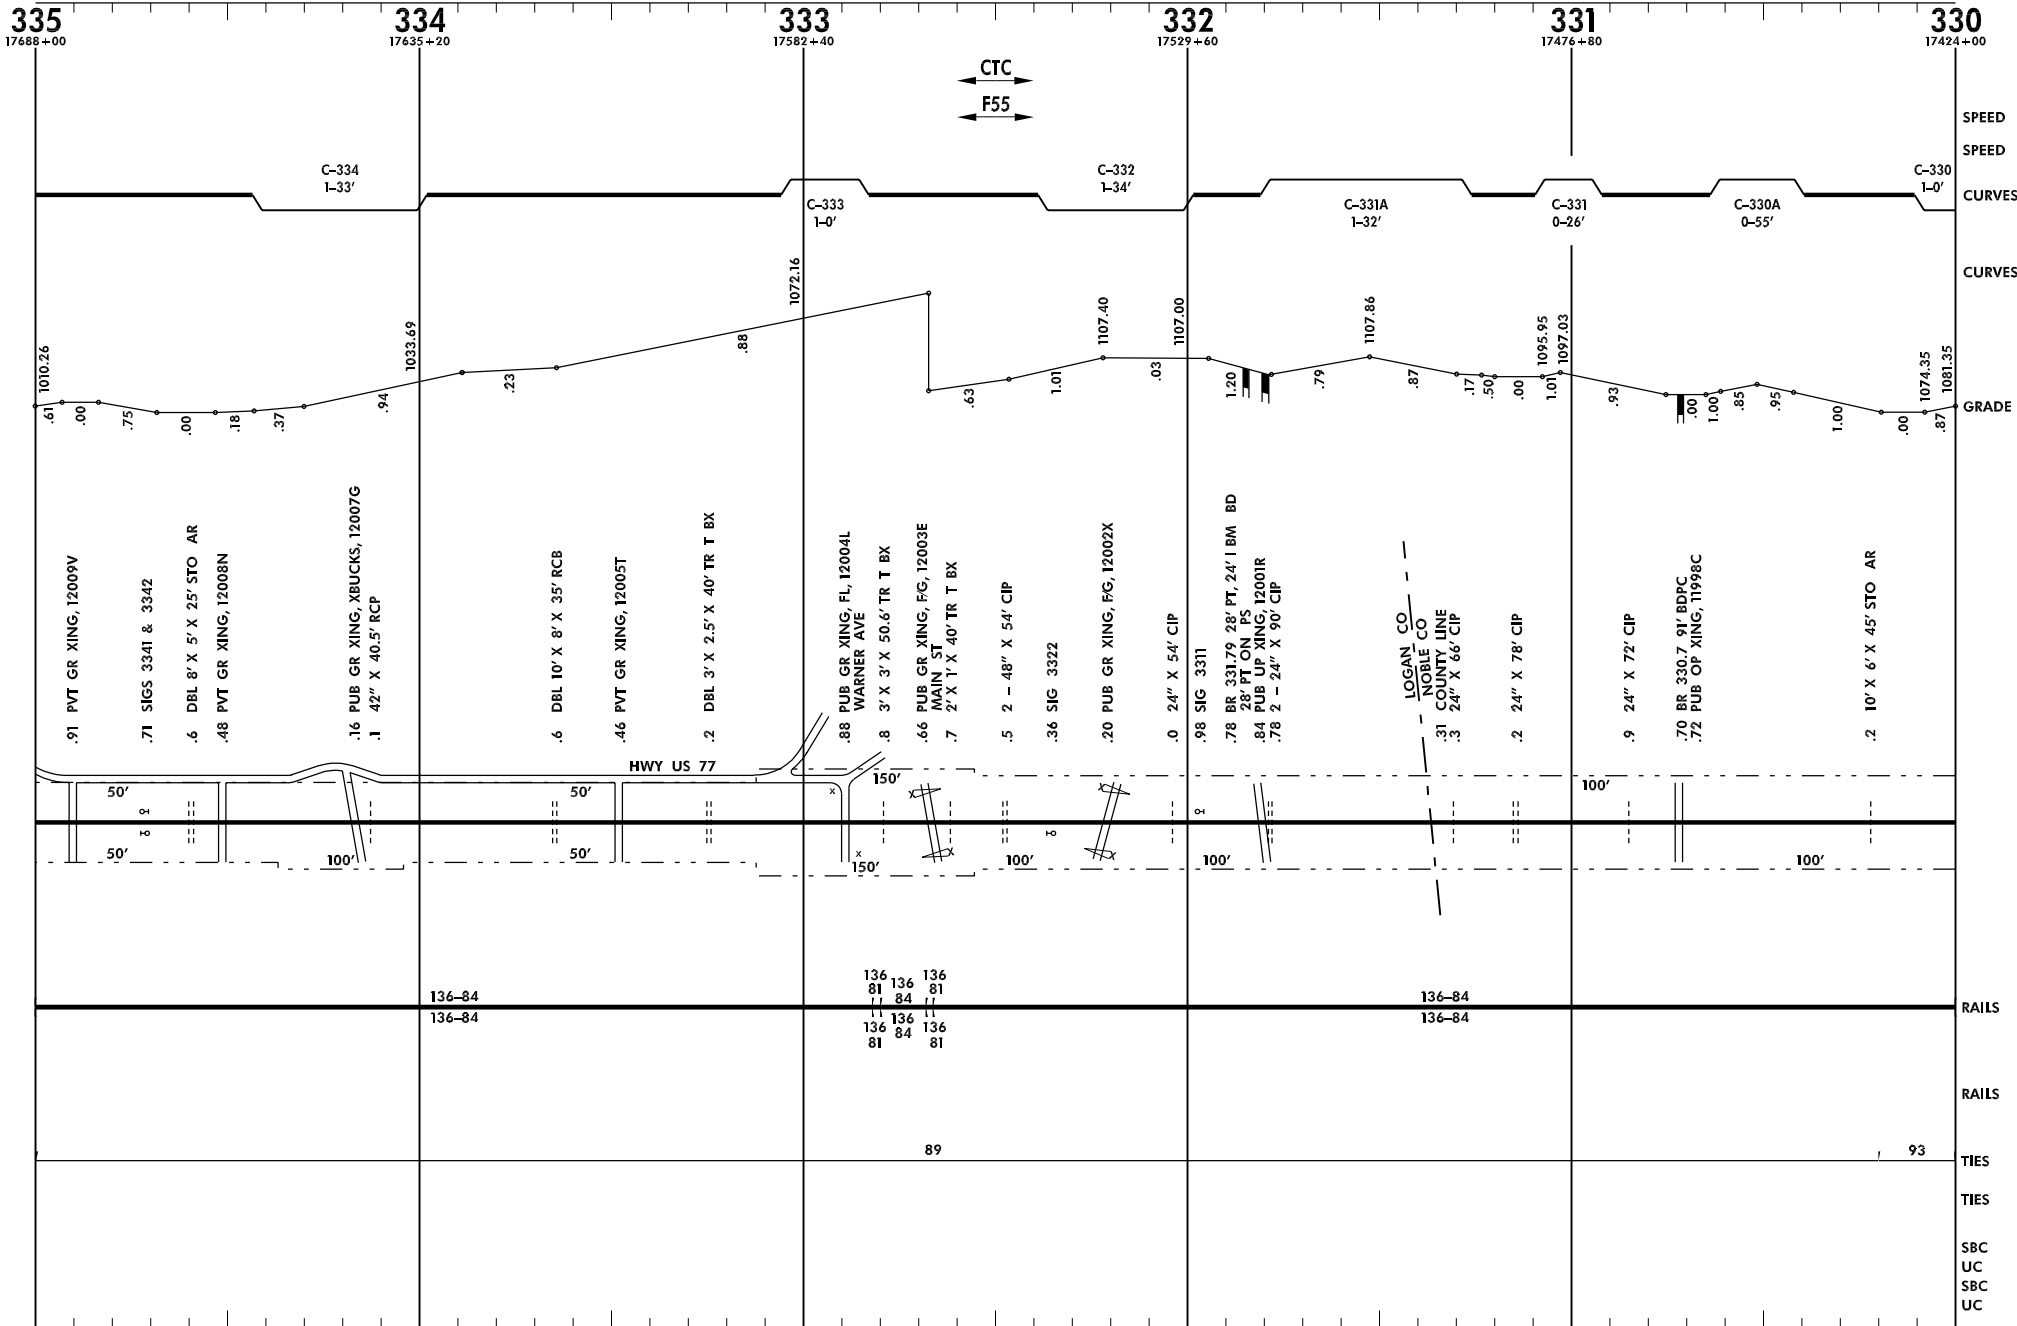 335 334 333 332 331 330
17688+00 17635+20 17582+40 17529+60 17476+80 17424+00
CTC
F55
SPEED
SPEED
C-334
1-33'
C-332
1-34'
C-330
1-0'
CURVES
C-333
1-0'
C-331A
1-32'
C-331
0-26'
C-330A
0-55'
CURVES
1010.26
1033.69
1072.16
1107.40
1107.00
1107.86
1095.95
1097.03
1074.35
1081.35
.61
.00
.75
.00
.18
.37
.94
.23
.88
.63
1.01
.03
1.20
.79
.87
.17
.50
.00
1.01
.93
.00
1.00
.85
.95
1.00
.00
.87
GRADE
.91 PVT GR XING, 12009V
.71 SIGS 3341 & 3342
.6 DBL 8' X 5' X 25' STO AR
.48 PVT GR XING, 12008N
.16 PUB GR XING, XBUCKS, 12007G
.1 42" X 40.5' RCP
.6 DBL 10' X 8' X 35' RCB
.46 PVT GR XING, 12005T
.2 DBL 3' X 2.5' X 40' TR T BX
.88 PUB GR XING, FL, 12004L
WARNER AVE
.8 3' X 3' X 50.6' TR T BX
.66 PUB GR XING, F/G, 12003E
MAIN ST
.7 2' X 1' X 40' TR T BX
.5 2 - 48" X 54' CIP
.36 SIG 3322
.20 PUB GR XING, F/G, 12002X
.0 24" X 54' CIP
.98 SIG 3311
.78 BR 331.79 28' PT, 24' I BM BD
28' PT ON PS
.84 PUB UP XING, 12001R
.78 2 - 24" X 90' CIP
LOGAN CO
NOBLE CO
.31 COUNTY LINE
.3 24" X 66' CIP
.2 24" X 78' CIP
.9 24" X 72' CIP
.70 BR 330.7 91' BDPC
.72 PUB OP XING, 11998C
.2 10' X 6' X 45' STO AR
HWY US 77
50' 50' 150' 100'
X X X
50' 100' 50' 150' 100' 100' 100'
X X X
136 136 136
81 84 81
136-84 136-84
RAILS
136-84 136-84
136 136 136
81 84 81
RAILS
89 93
TIES
TIES
SBC
UC
SBC
UC